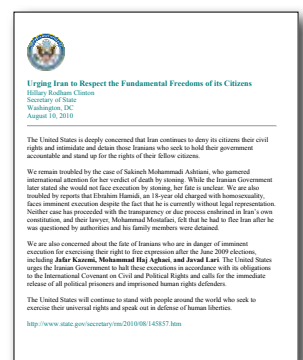 Urging Iran to Respect the Fundamental Freedoms of its Citizens
Hillary Rodham Clinton
Secretary of State
Washington, DC
August 10, 2010
The United States is deeply concerned that Iran continues to deny its citizens their civil
rights and intimidate and detain those Iranians who seek to hold their government
accountable and stand up for the rights of their fellow citizens.
We remain troubled by the case of Sakineh Mohammadi Ashtiani, who garnered
international attention for her verdict of death by stoning. While the Iranian Government
later stated she would not face execution by stoning, her fate is unclear. We are also
troubled by reports that Ebrahim Hamidi, an 18-year old charged with homosexuality,
faces imminent execution despite the fact that he is currently without legal representation.
Neither case has proceeded with the transparency or due process enshrined in Iran's own
constitution, and their lawyer, Mohammad Mostafaei, felt that he had to flee Iran after he
was questioned by authorities and his family members were detained.
We are also concerned about the fate of Iranians who are in danger of imminent
execution for exercising their right to free expression after the June 2009 elections,
including Jafar Kazemi, Mohammad Haj Aghaei, and Javad Lari. The United States
urges the Iranian Government to halt these executions in accordance with its obligations
to the International Covenant on Civil and Political Rights and calls for the immediate
release of all political prisoners and imprisoned human rights defenders.
The United States will continue to stand with people around the world who seek to
exercise their universal rights and speak out in defense of human liberties.
http://www.state.gov/secretary/rm/2010/08/145857.htm